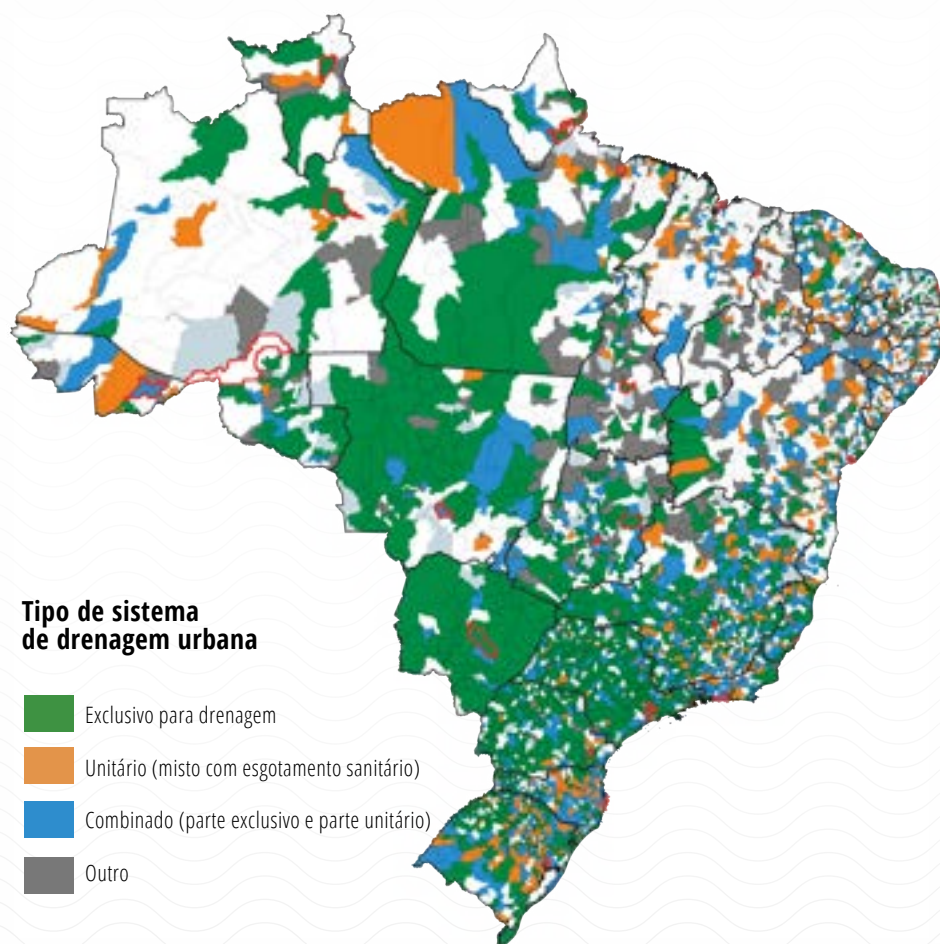 Tipo de sistema
de drenagem urbana
Exclusivo para drenagem
Unitário (misto com esgotamento sanitário)
Combinado (parte exclusivo e parte unitário)
Outro